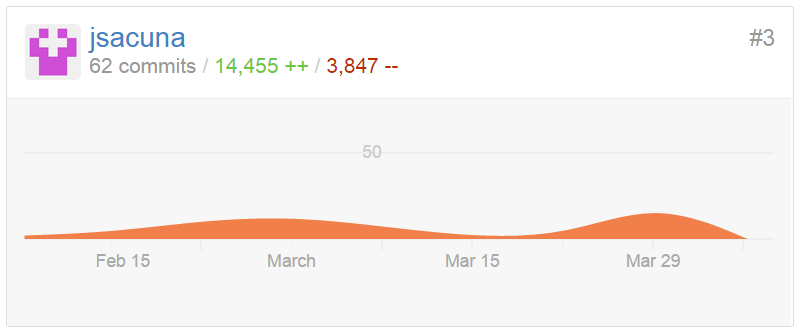 jsacuna #3
62 commits / 14,455 ++ / 3,847 --
50
Feb 15 March Mar 15 Mar 29